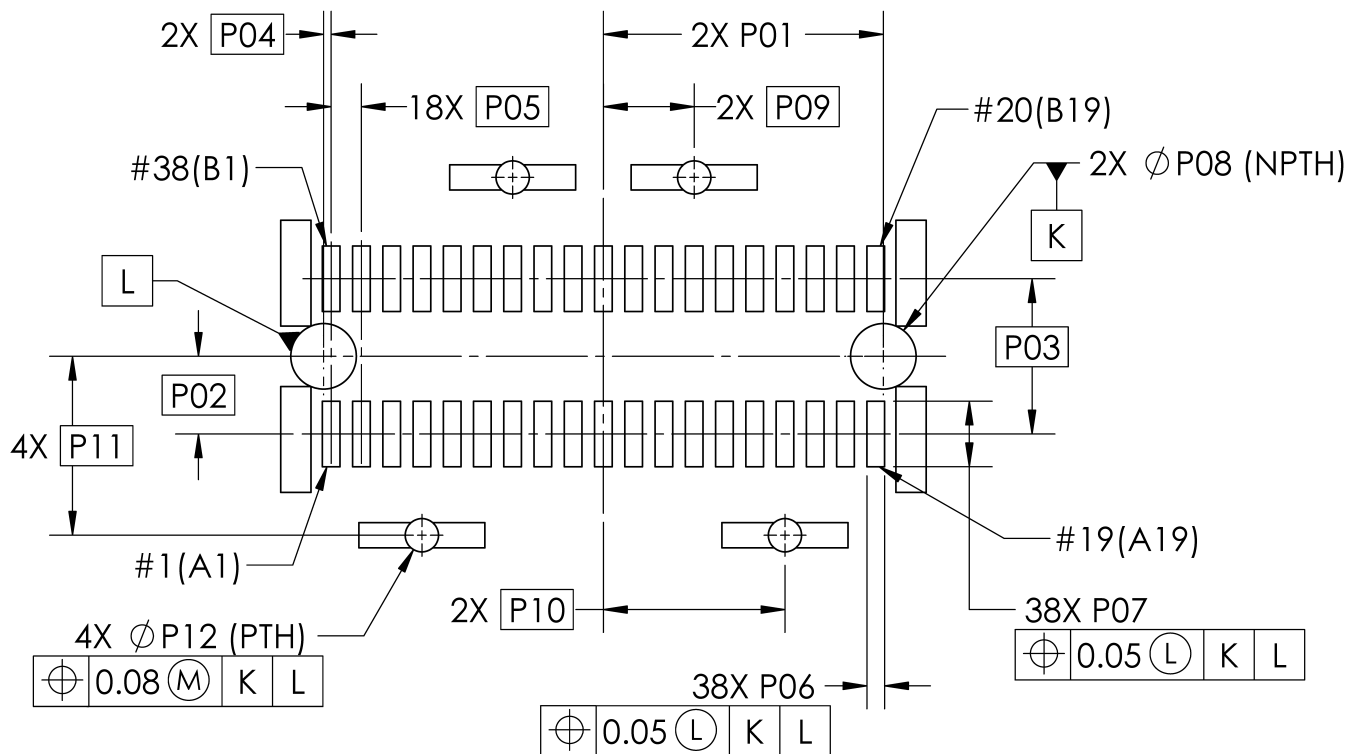 2X P04
2X P01
18X P05
2X P09
#20(B19)
#38(B1)
2X ∅P08 (NPTH)
K
L
P03
P02
4X P11
#19(A19)
#1(A1)
2X P10
38X P07
4X ∅P12 (PTH)
⌖ 0.05 Ⓛ K L
⌖ 0.08 Ⓜ K L
38X P06
⌖ 0.05 Ⓛ K L